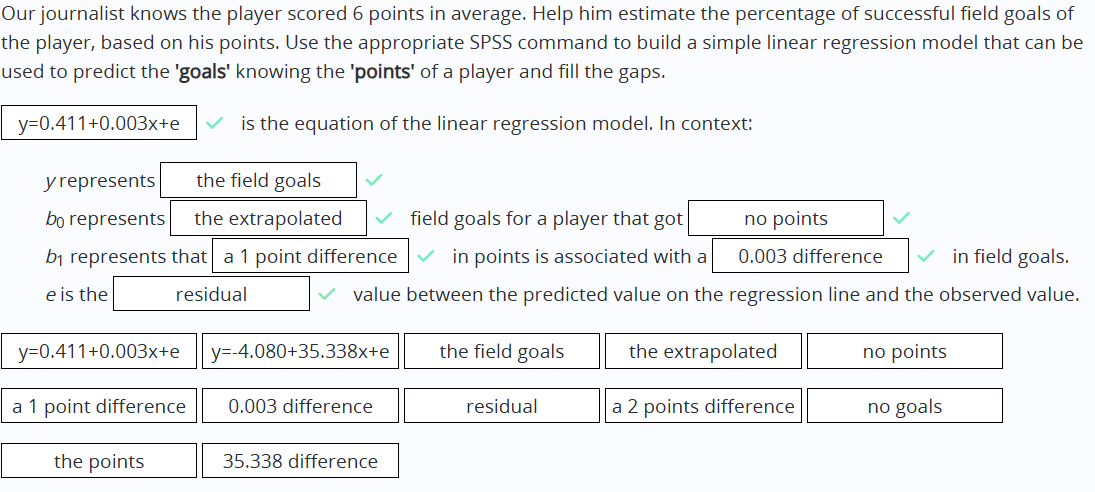 Our journalist knows the player scored 6 points in average. Help him estimate the percentage of successful field goals of
the player, based on his points. Use the appropriate SPSS command to build a simple linear regression model that can be
used to predict the 'goals' knowing the 'points' of a player and fill the gaps.
y=0.411+0.003x+e ✓ is the equation of the linear regression model. In context:
y represents the field goals ✓
b0 represents the extrapolated ✓ field goals for a player that got no points ✓
b1 represents that a 1 point difference ✓ in points is associated with a 0.003 difference ✓ in field goals.
e is the residual ✓ value between the predicted value on the regression line and the observed value.
y=0.411+0.003x+e y=-4.080+35.338x+e the field goals the extrapolated no points
a 1 point difference 0.003 difference residual a 2 points difference no goals
the points 35.338 difference